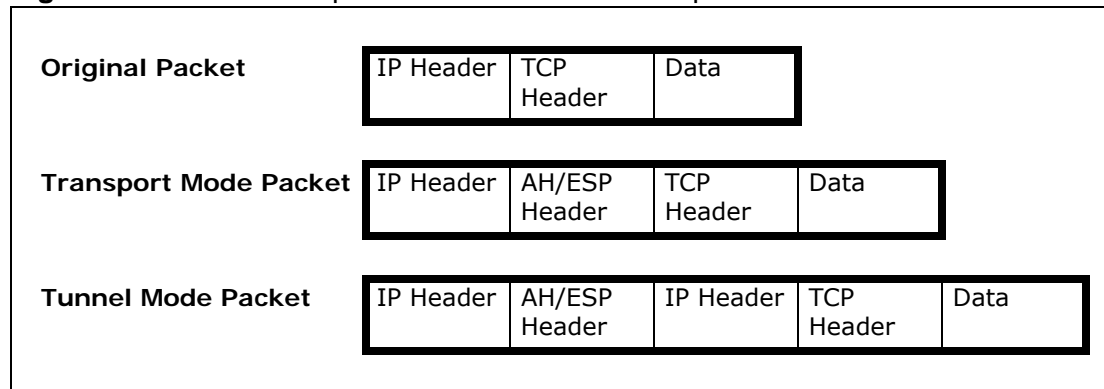 Original Packet IP Header TCP Header Data
Transport Mode Packet IP Header AH/ESP Header TCP Header Data
Tunnel Mode Packet IP Header AH/ESP Header IP Header TCP Header Data